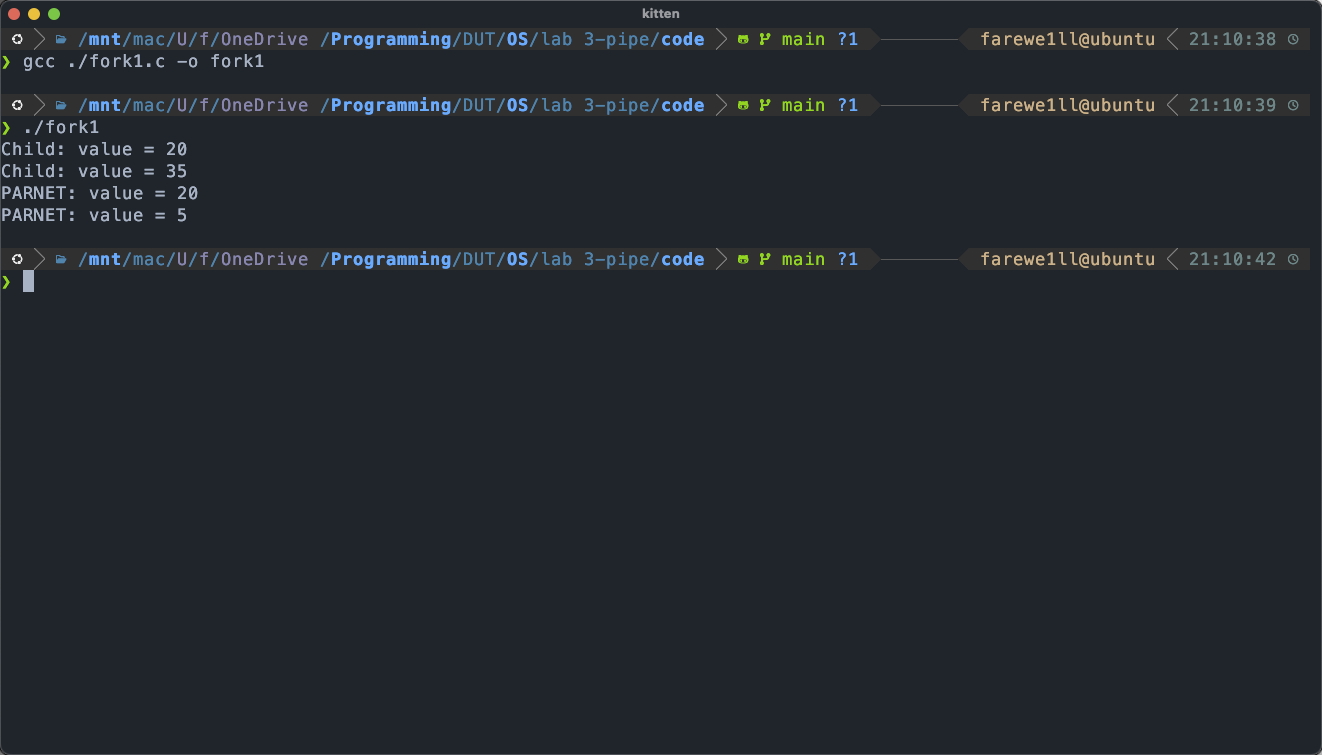 kitten
/mnt/mac/U/f/OneDrive /Programming/DUT/OS/lab 3-pipe/code main ?1 farewe1ll@ubuntu 21:10:38
❯ gcc ./fork1.c -o fork1
/mnt/mac/U/f/OneDrive /Programming/DUT/OS/lab 3-pipe/code main ?1 farewe1ll@ubuntu 21:10:39
❯ ./fork1
Child: value = 20
Child: value = 35
PARNET: value = 20
PARNET: value = 5
/mnt/mac/U/f/OneDrive /Programming/DUT/OS/lab 3-pipe/code main ?1 farewe1ll@ubuntu 21:10:42
❯